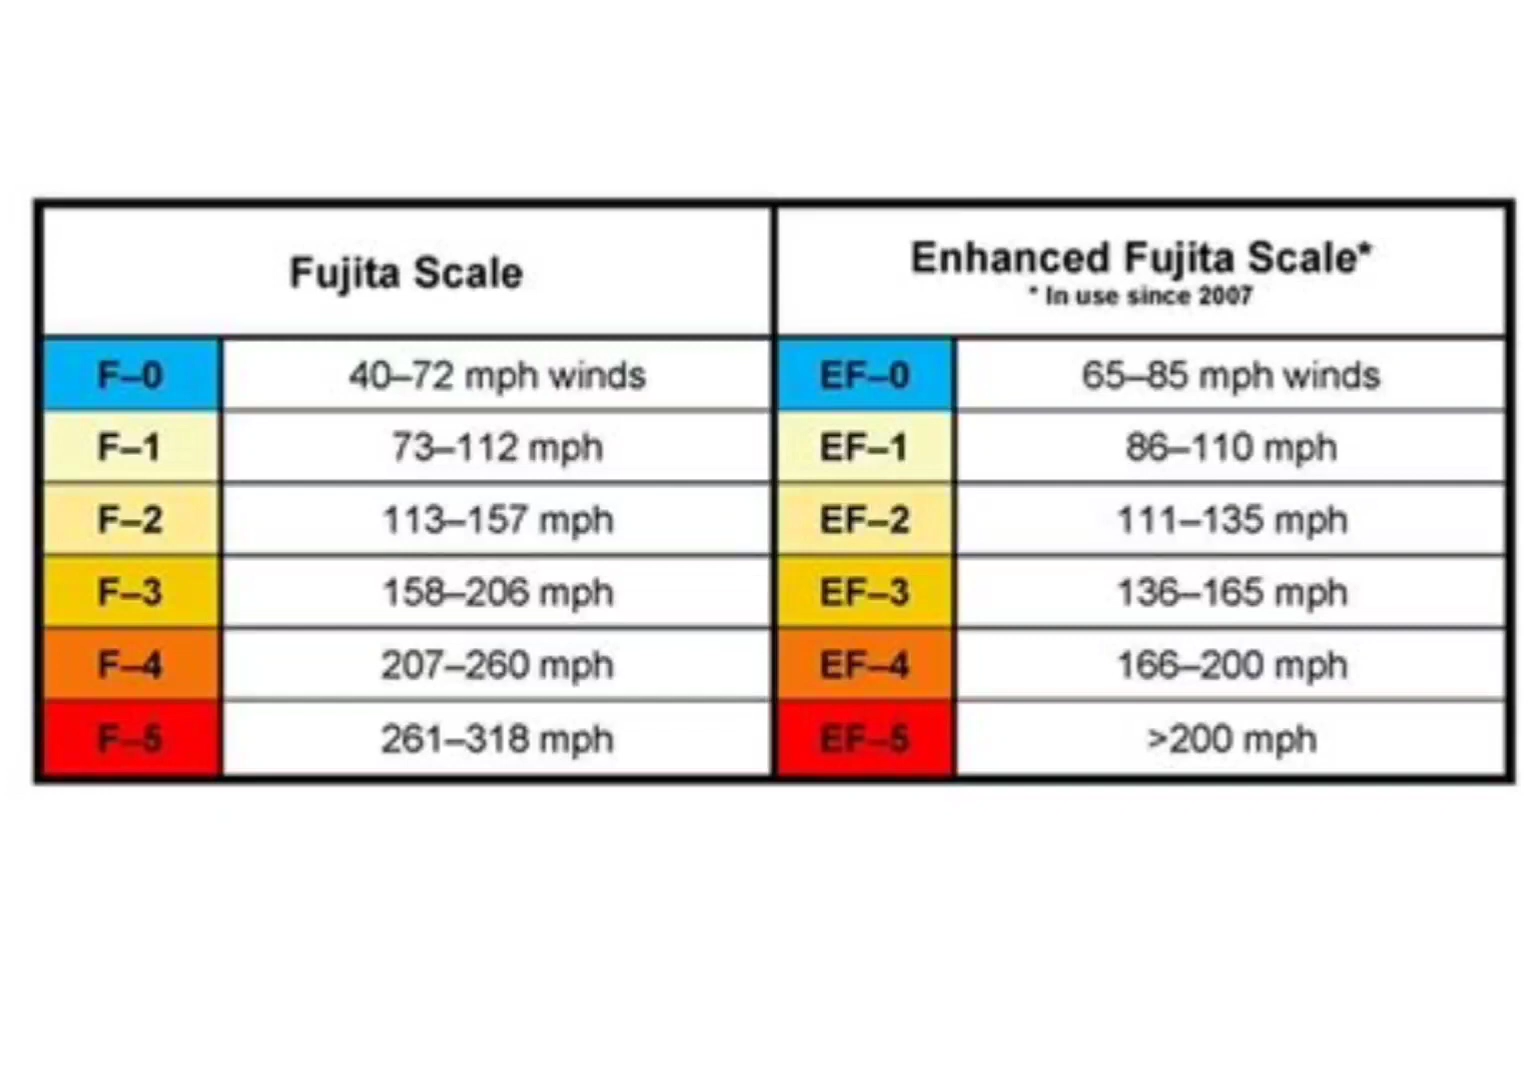 Fujita Scale
Enhanced Fujita Scale*
* In use since 2007
F–0 40–72 mph winds EF–0 65–85 mph winds
F–1 73–112 mph EF–1 86–110 mph
F–2 113–157 mph EF–2 111–135 mph
F–3 158–206 mph EF–3 136–165 mph
F–4 207–260 mph EF–4 166–200 mph
F–5 261–318 mph EF–5 >200 mph